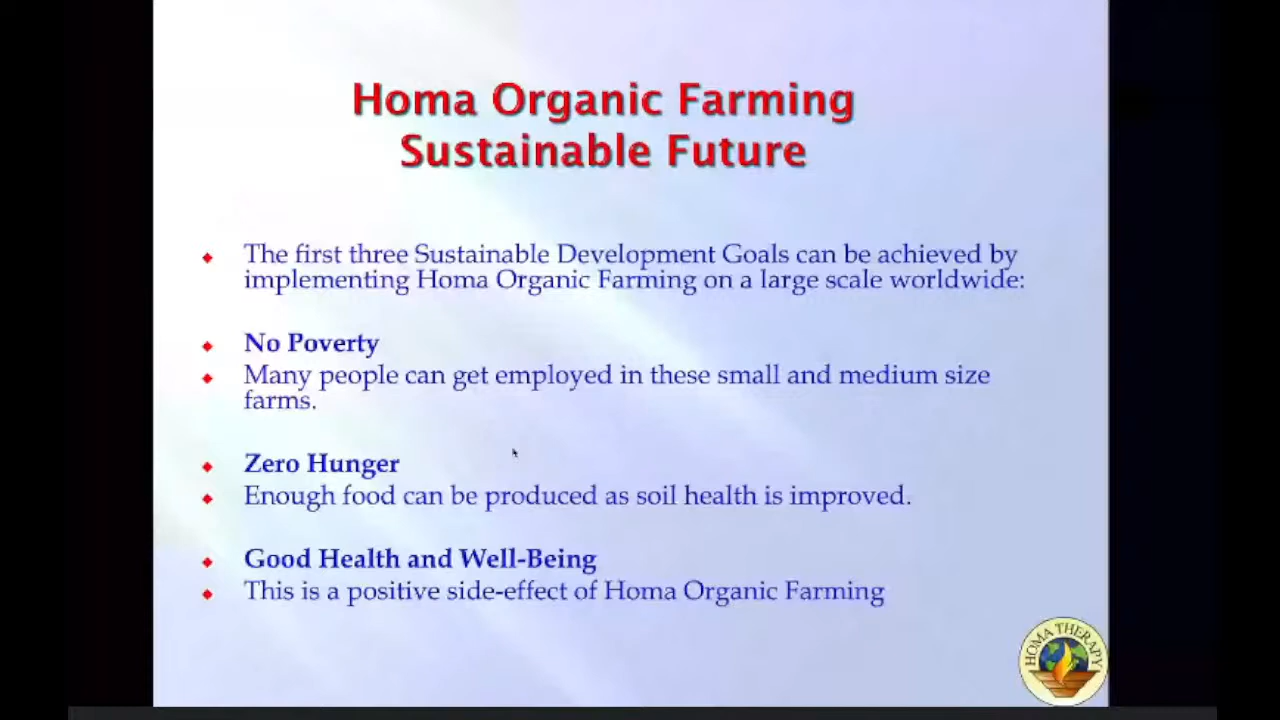 Homa Organic Farming
Sustainable Future
The first three Sustainable Development Goals can be achieved by
implementing Homa Organic Farming on a large scale worldwide:
No Poverty
Many people can get employed in these small and medium size
farms.
Zero Hunger
Enough food can be produced as soil health is improved.
Good Health and Well-Being
This is a positive side-effect of Homa Organic Farming
HOMA THERAPY